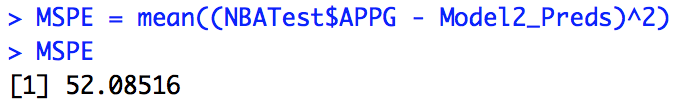 > MSPE = mean((NBATest$APPG - Model2_Preds)^2)
> MSPE
[1] 52.08516